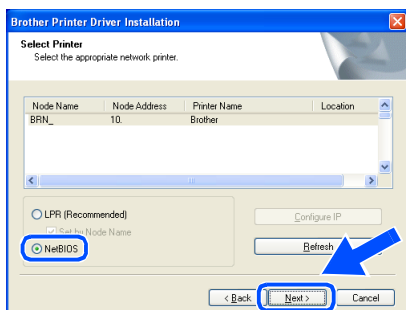 Brother Printer Driver Installation
Select Printer
Select the appropriate network printer.
Node Name Node Address Printer Name Location
BRN_ 10. Brother
LPR (Recommended)
Set by Node Name
NetBIOS
Configure IP
Refresh
< Back Next > Cancel